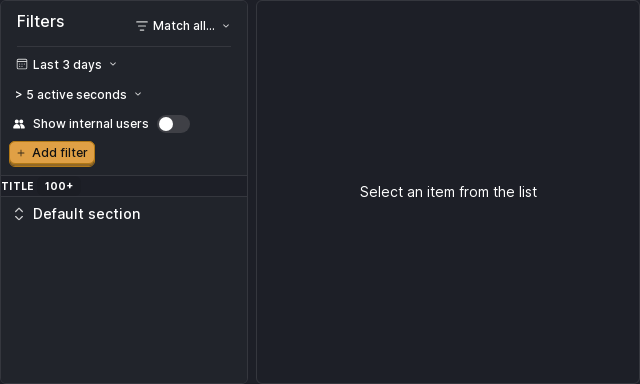 Filters
Match all...
Last 3 days
> 5 active seconds
Show internal users
+ Add filter
TITLE 100+
Default section
Select an item from the list